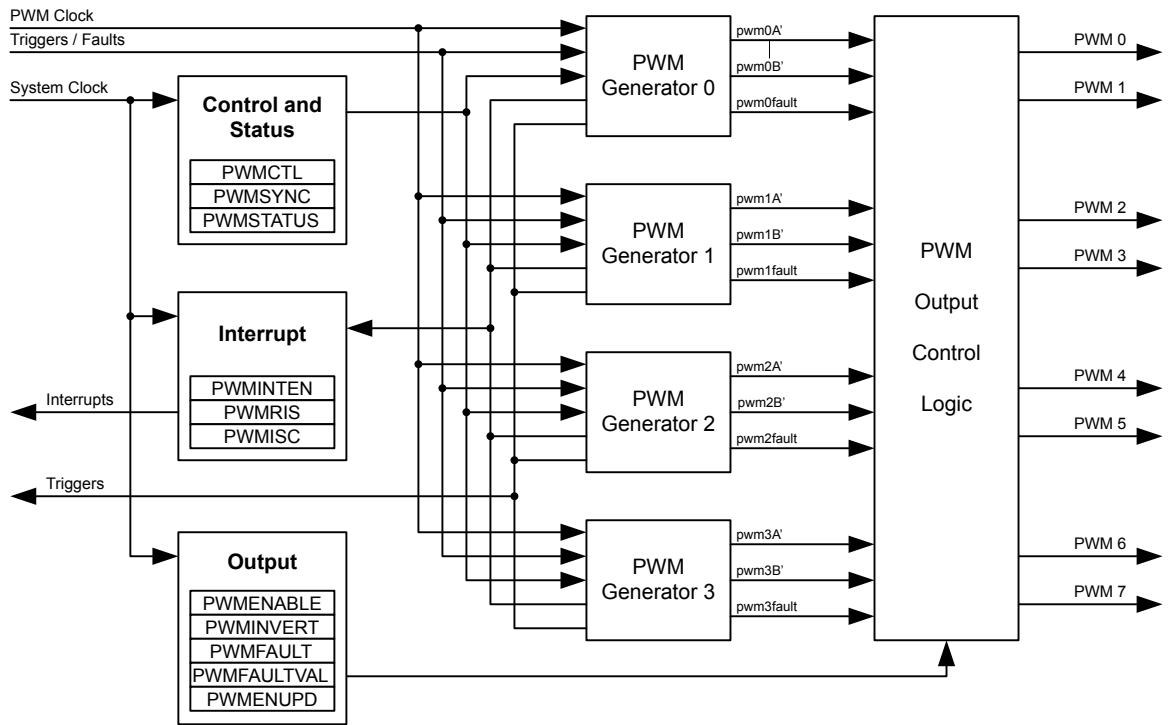 PWM Clock
Triggers / Faults
System Clock
Control and
Status
PWMCTL
PWMSYNC
PWMSTATUS
Interrupt
PWMINTEN
PWMRIS
PWMISC
Interrupts
Triggers
Output
PWMENABLE
PWMINVERT
PWMFAULT
PWMFAULTVAL
PWMENUPD
PWM
Generator 0
pwm0A’
pwm0B’
pwm0fault
PWM
Generator 1
pwm1A’
pwm1B’
pwm1fault
PWM
Generator 2
pwm2A’
pwm2B’
pwm2fault
PWM
Generator 3
pwm3A’
pwm3B’
pwm3fault
PWM
Output
Control
Logic
PWM 0
PWM 1
PWM 2
PWM 3
PWM 4
PWM 5
PWM 6
PWM 7